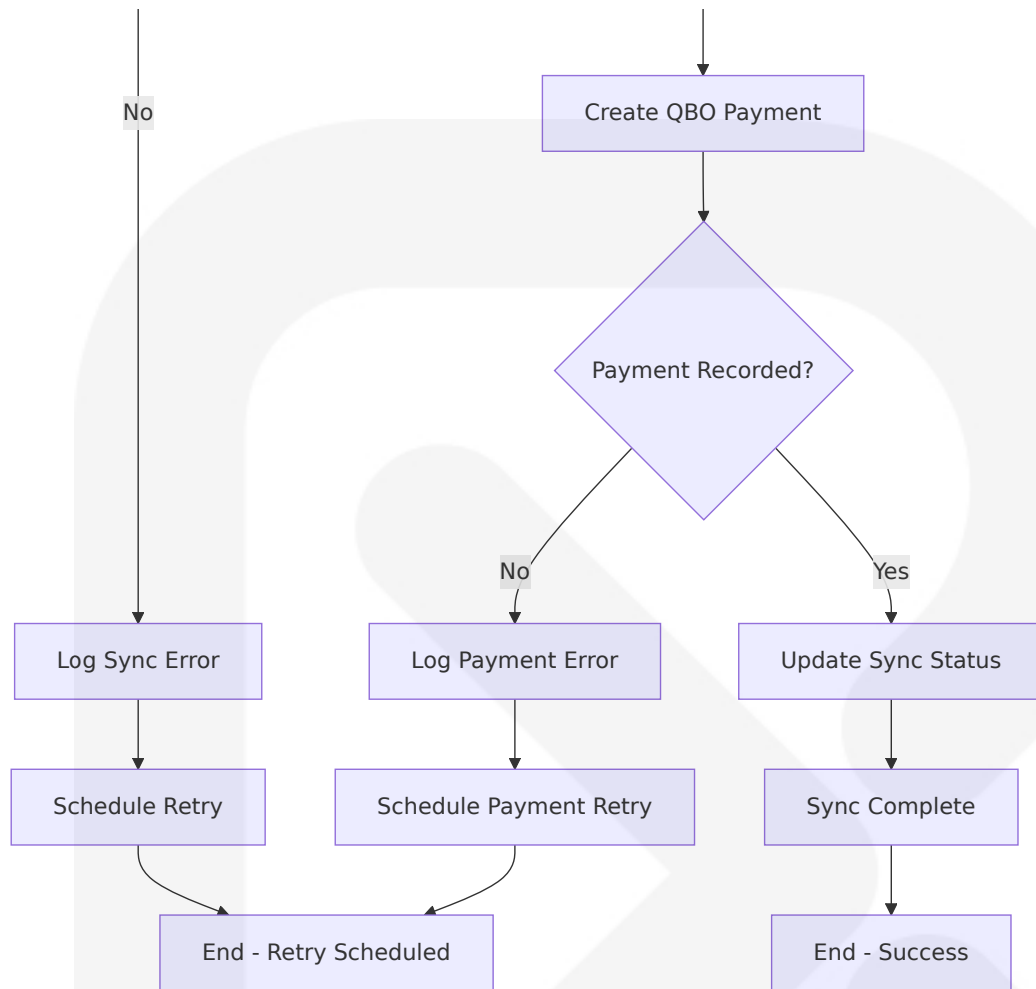 No
Create QBO Payment
Payment Recorded?
No
Yes
Log Sync Error
Log Payment Error
Update Sync Status
Schedule Retry
Schedule Payment Retry
Sync Complete
End - Retry Scheduled
End - Success